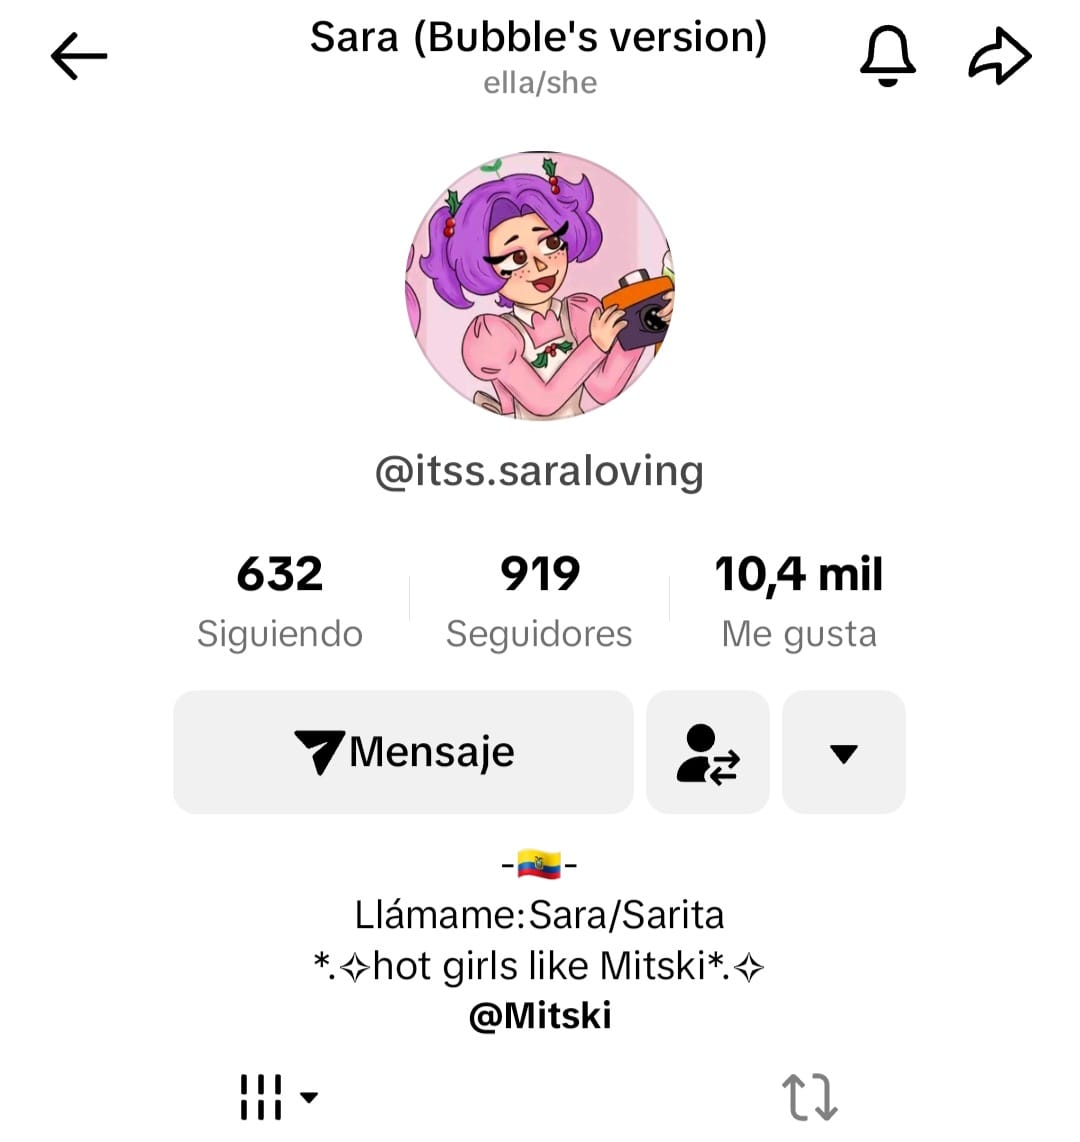 Sara (Bubble's version)
ella/she
@itss.saraloving
632
Siguiendo
919
Seguidores
10,4 mil
Me gusta
Mensaje
-🇪🇨-
Llámame:Sara/Sarita
*.✧hot girls like Mitski*.✧
@Mitski